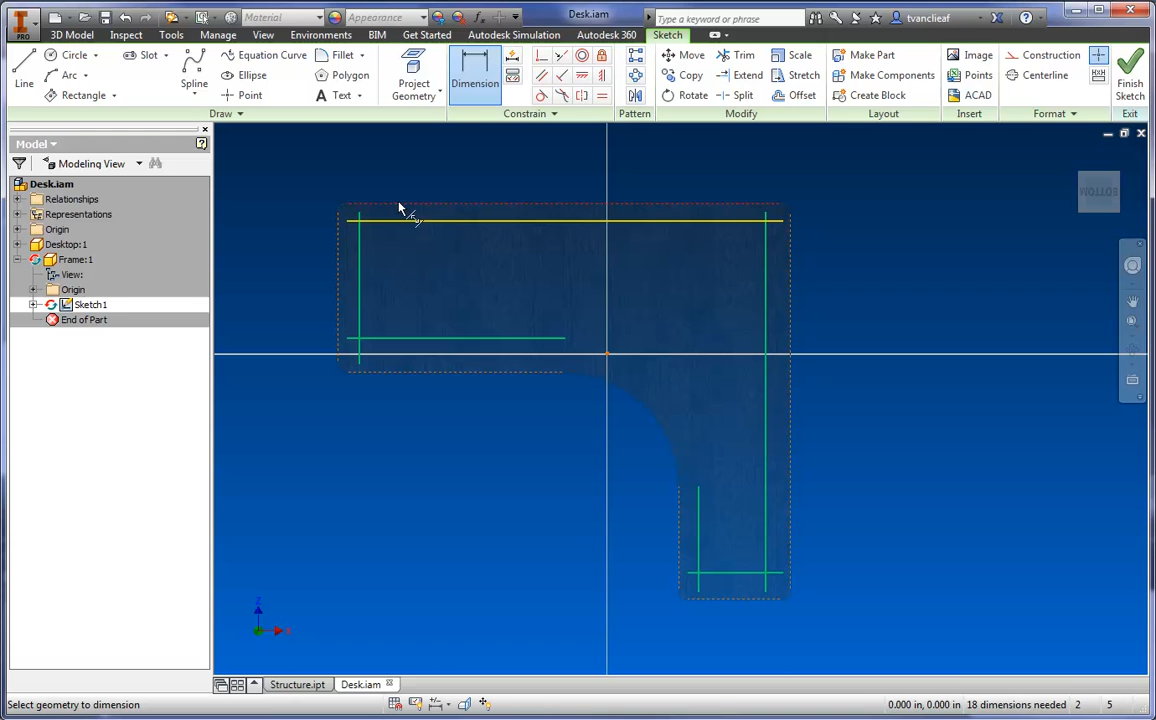 PRO
Material
Appearance
Desk.iam
Type a keyword or phrase
tvanclieaf
3D Model
Inspect
Tools
Manage
View
Environments
BIM
Get Started
Autodesk Simulation
Autodesk 360
Sketch
Line
Circle
Arc
Rectangle
Slot
Spline
Equation Curve
Ellipse
Point
Fillet
Polygon
Text
Project Geometry
Dimension
Move
Copy
Rotate
Trim
Extend
Split
Scale
Stretch
Offset
Make Part
Make Components
Create Block
Image
Points
ACAD
Construction
Centerline
Finish Sketch
Draw
Constrain
Pattern
Modify
Layout
Insert
Format
Exit
Model
Modeling View
Desk.iam
Relationships
Representations
Origin
Desktop:1
Frame:1
View:
Origin
Sketch1
End of Part
BOTTOM
Z
X
Structure.ipt
Desk.iam
Select geometry to dimension
0.000 in, 0.000 in
18 dimensions needed
2
5